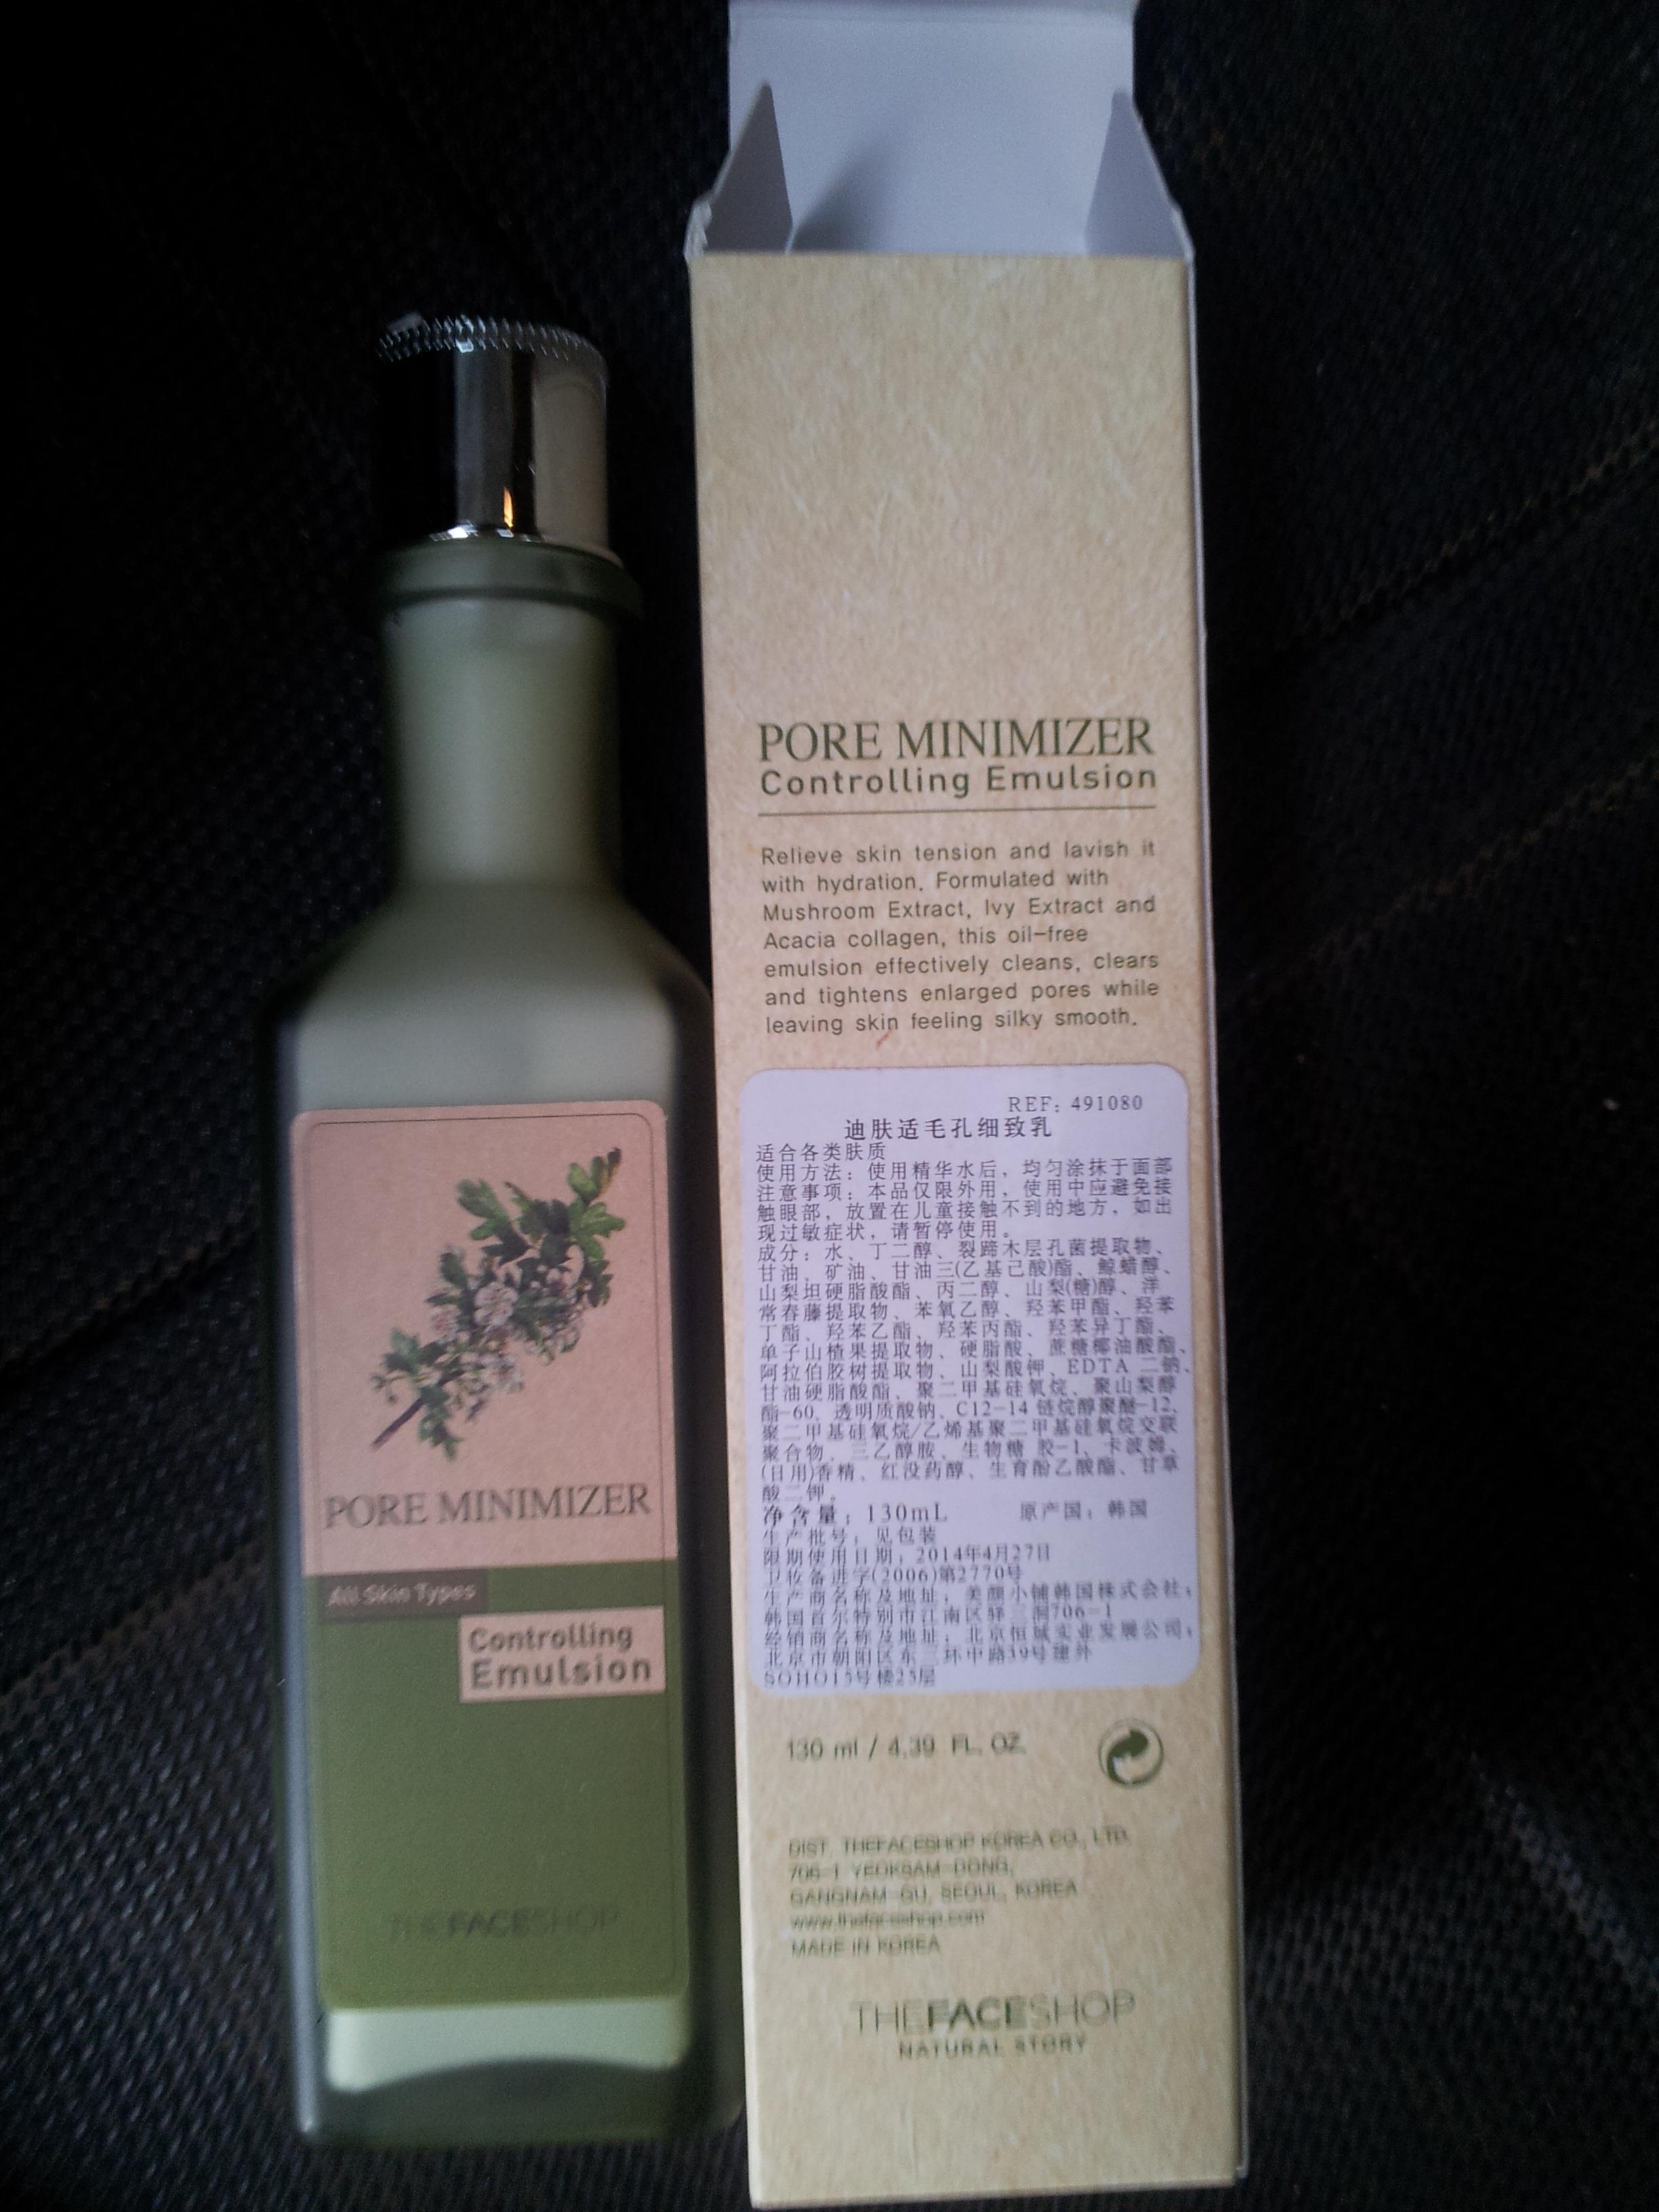 PORE MINIMIZER
All Skin Types
Controlling
Emulsion
THEFACESHOP
PORE MINIMIZER
Controlling Emulsion
Relieve skin tension and lavish it
with hydration. Formulated with
Mushroom Extract, Ivy Extract and
Acacia collagen, this oil-free
emulsion effectively cleans, clears
and tightens enlarged pores while
leaving skin feeling silky smooth.
REF: 491080
迪肤适毛孔细致乳
适合各类肤质
使用方法：使用精华水后，均匀涂抹于面部
注意事项：本品仅限外用，使用中应避免接
触眼部，放置在儿童接触不到的地方，如出
现过敏症状，请暂停使用。
成分：水、丁二醇、裂蹄木层孔菌提取物、
甘油、矿油、甘油三(乙基己酸)酯、鲸蜡醇、
山梨坦硬脂酸酯、丙二醇、山梨(糖)醇、洋
常春藤提取物、苯氧乙醇、羟苯甲酯、羟苯
丁酯、羟苯乙酯、羟苯丙酯、羟苯异丁酯、
单子山楂果提取物、硬脂酸、蔗糖椰油酸酯、
阿拉伯胶树提取物、山梨酸钾、EDTA 二钠、
甘油硬脂酸酯、聚二甲基硅氧烷、聚山梨醇
酯-60、透明质酸钠、C12-14 链烷醇聚醚-12、
聚二甲基硅氧烷/乙烯基聚二甲基硅氧烷交联
聚合物、三乙醇胺、生物糖 胶-1、卡波姆、
(日用)香精、红没药醇、生育酚乙酸酯、甘草
酸二钾。
净含量：130mL 原产国：韩国
生产批号：见包装
限期使用日期：2014年4月27日
卫妆备进字(2006)第2770号
生产商名称及地址：美颜小铺韩国株式会社；
韩国首尔特别市江南区驿三洞706-1
经销商名称及地址：北京恒城实业发展公司；
北京市朝阳区东三环中路39号建外
SOHO15号楼25层
130 ml / 4.39 FL. OZ.
DIST. THEFACESHOP KOREA CO., LTD.
706-1 YEOKSAM-DONG,
GANGNAM-GU, SEOUL, KOREA
www.thefaceshop.com
MADE IN KOREA
THEFACESHOP
NATURAL STORY